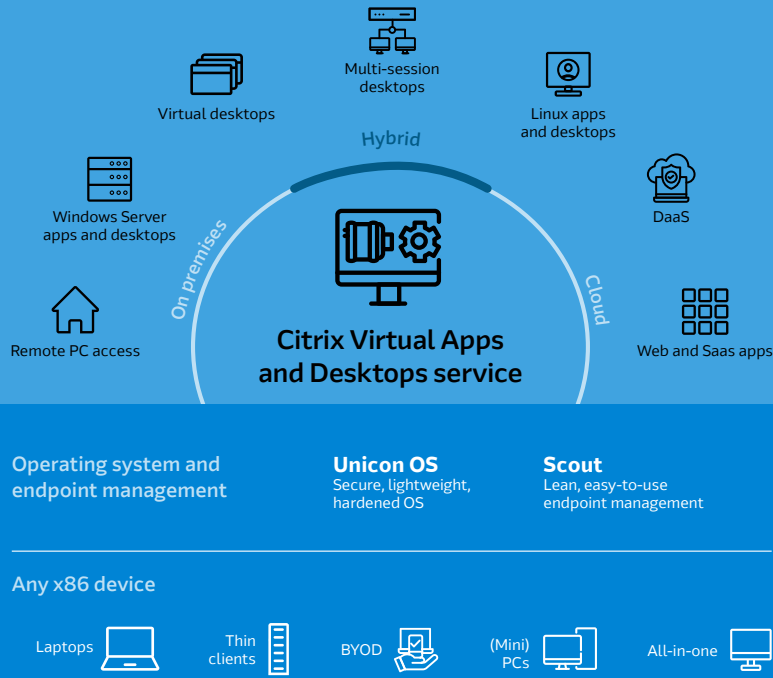 Multi-session
desktops
Virtual desktops
Linux apps
and desktops
Hybrid
Windows Server
apps and desktops
DaaS
On premises
Cloud
Remote PC access
Web and Saas apps
Citrix Virtual Apps
and Desktops service
Operating system and
endpoint management
Unicon OS
Secure, lightweight,
hardened OS
Scout
Lean, easy-to-use
endpoint management
Any x86 device
Laptops
Thin
clients
BYOD
(Mini)
PCs
All-in-one